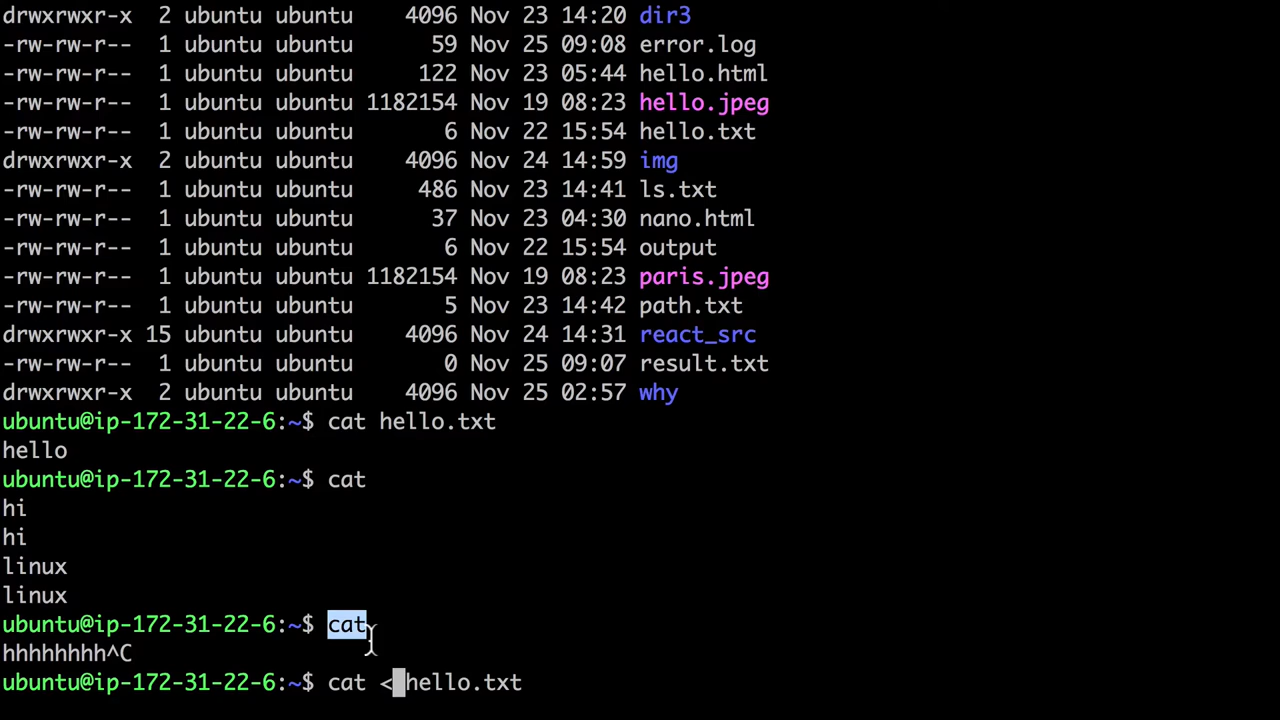 drwxrwxr-x  2 ubuntu ubuntu    4096 Nov 23 14:20 dir3
-rw-rw-r--  1 ubuntu ubuntu      59 Nov 25 09:08 error.log
-rw-rw-r--  1 ubuntu ubuntu     122 Nov 23 05:44 hello.html
-rw-rw-r--  1 ubuntu ubuntu 1182154 Nov 19 08:23 hello.jpeg
-rw-rw-r--  1 ubuntu ubuntu       6 Nov 22 15:54 hello.txt
drwxrwxr-x  2 ubuntu ubuntu    4096 Nov 24 14:59 img
-rw-rw-r--  1 ubuntu ubuntu     486 Nov 23 14:41 ls.txt
-rw-rw-r--  1 ubuntu ubuntu      37 Nov 23 04:30 nano.html
-rw-rw-r--  1 ubuntu ubuntu       6 Nov 22 15:54 output
-rw-rw-r--  1 ubuntu ubuntu 1182154 Nov 19 08:23 paris.jpeg
-rw-rw-r--  1 ubuntu ubuntu       5 Nov 23 14:42 path.txt
drwxrwxr-x 15 ubuntu ubuntu    4096 Nov 24 14:31 react_src
-rw-rw-r--  1 ubuntu ubuntu       0 Nov 25 09:07 result.txt
drwxrwxr-x  2 ubuntu ubuntu    4096 Nov 25 02:57 why
ubuntu@ip-172-31-22-6:~$ cat hello.txt
hello
ubuntu@ip-172-31-22-6:~$ cat
hi
hi
linux
linux
ubuntu@ip-172-31-22-6:~$ cat
hhhhhhhh^C
ubuntu@ip-172-31-22-6:~$ cat < hello.txt